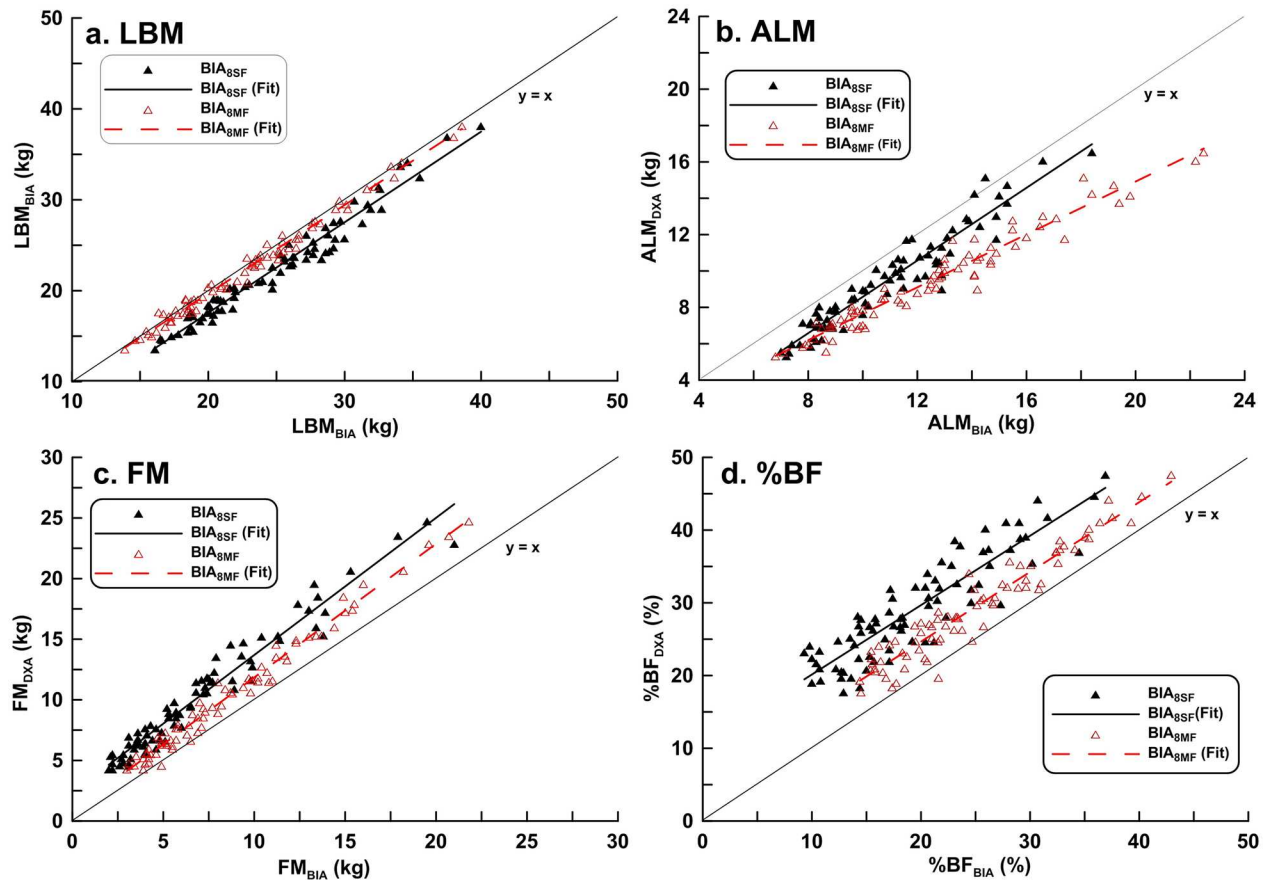 a. LBM
BIA8SF
BIA8SF (Fit)
BIA8MF
BIA8MF (Fit)
y = x
50
40
30
20
10
LBMBIA (kg)
10 20 30 40 50
LBMBIA (kg)
b. ALM
BIA8SF
BIA8SF (Fit)
BIA8MF
BIA8MF (Fit)
y = x
24
20
16
12
8
4
ALMDXA (kg)
4 8 12 16 20 24
ALMBIA (kg)
c. FM
BIA8SF
BIA8SF (Fit)
BIA8MF
BIA8MF (Fit)
y = x
30
25
20
15
10
5
0
FMDXA (kg)
0 5 10 15 20 25 30
FMBIA (kg)
d. %BF
y = x
BIA8SF
BIA8SF(Fit)
BIA8MF
BIA8MF (Fit)
50
40
30
20
10
0
%BFDXA (%)
0 10 20 30 40 50
%BFBIA (%)